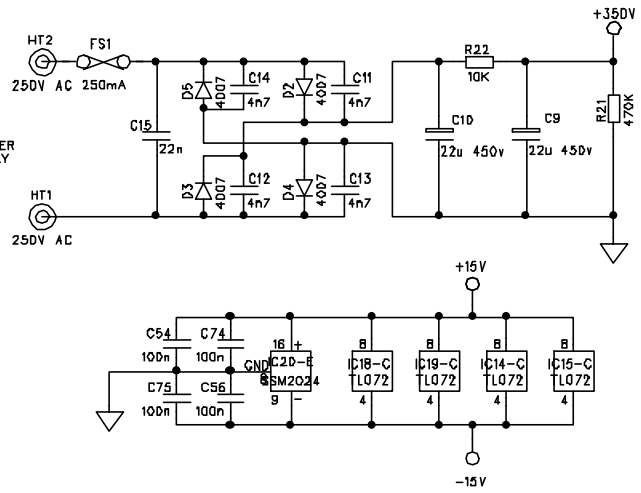 +350V
HT2
FS1
250V AC
250mA
D5
4007
C14
4n7
D2
4007
C11
4n7
R22
10K
R21
470K
C15
22n
C10
22u 450v
C9
22u 450V
ER
LY
D3
4007
C12
4n7
D4
4007
C13
4n7
HT1
250V AC
+15V
C54
100n
C74
100n
16
+
IC20-E
SSM2024
GND
8
9
-
C75
100n
C56
100n
8
IC18-C
TL072
4
8
IC19-C
TL072
4
8
IC14-C
TL072
4
8
IC15-C
TL072
4
-15V